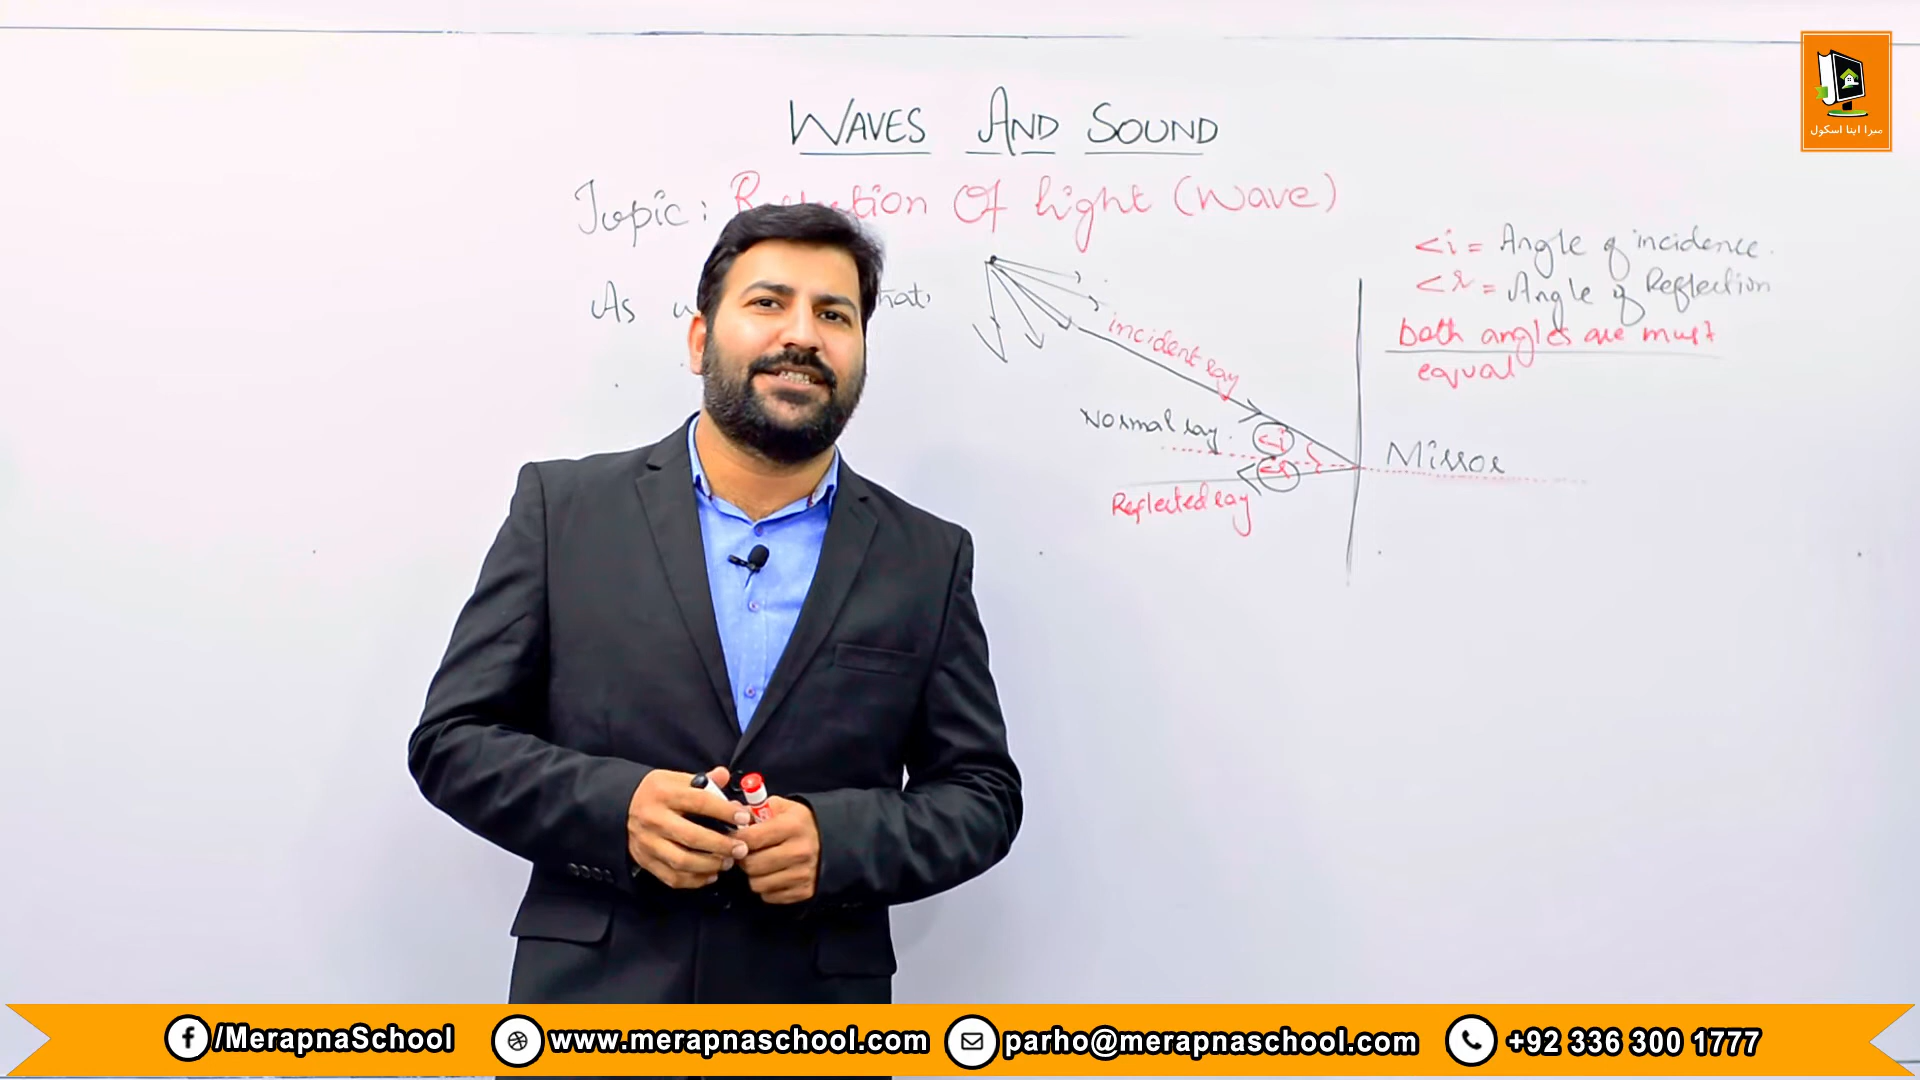 WAVES AND SOUND
Topic: Reflection Of Light (Wave)
As
<i = Angle of incidence.
<r = Angle of Reflection
both angles are must
equal
incident ray
Normal ray.
<i
<r
Reflected ray
Mirror
میرا اپنا اسکول
/MerapnaSchool
www.merapnaschool.com
parho@merapnaschool.com
+92 336 300 1777